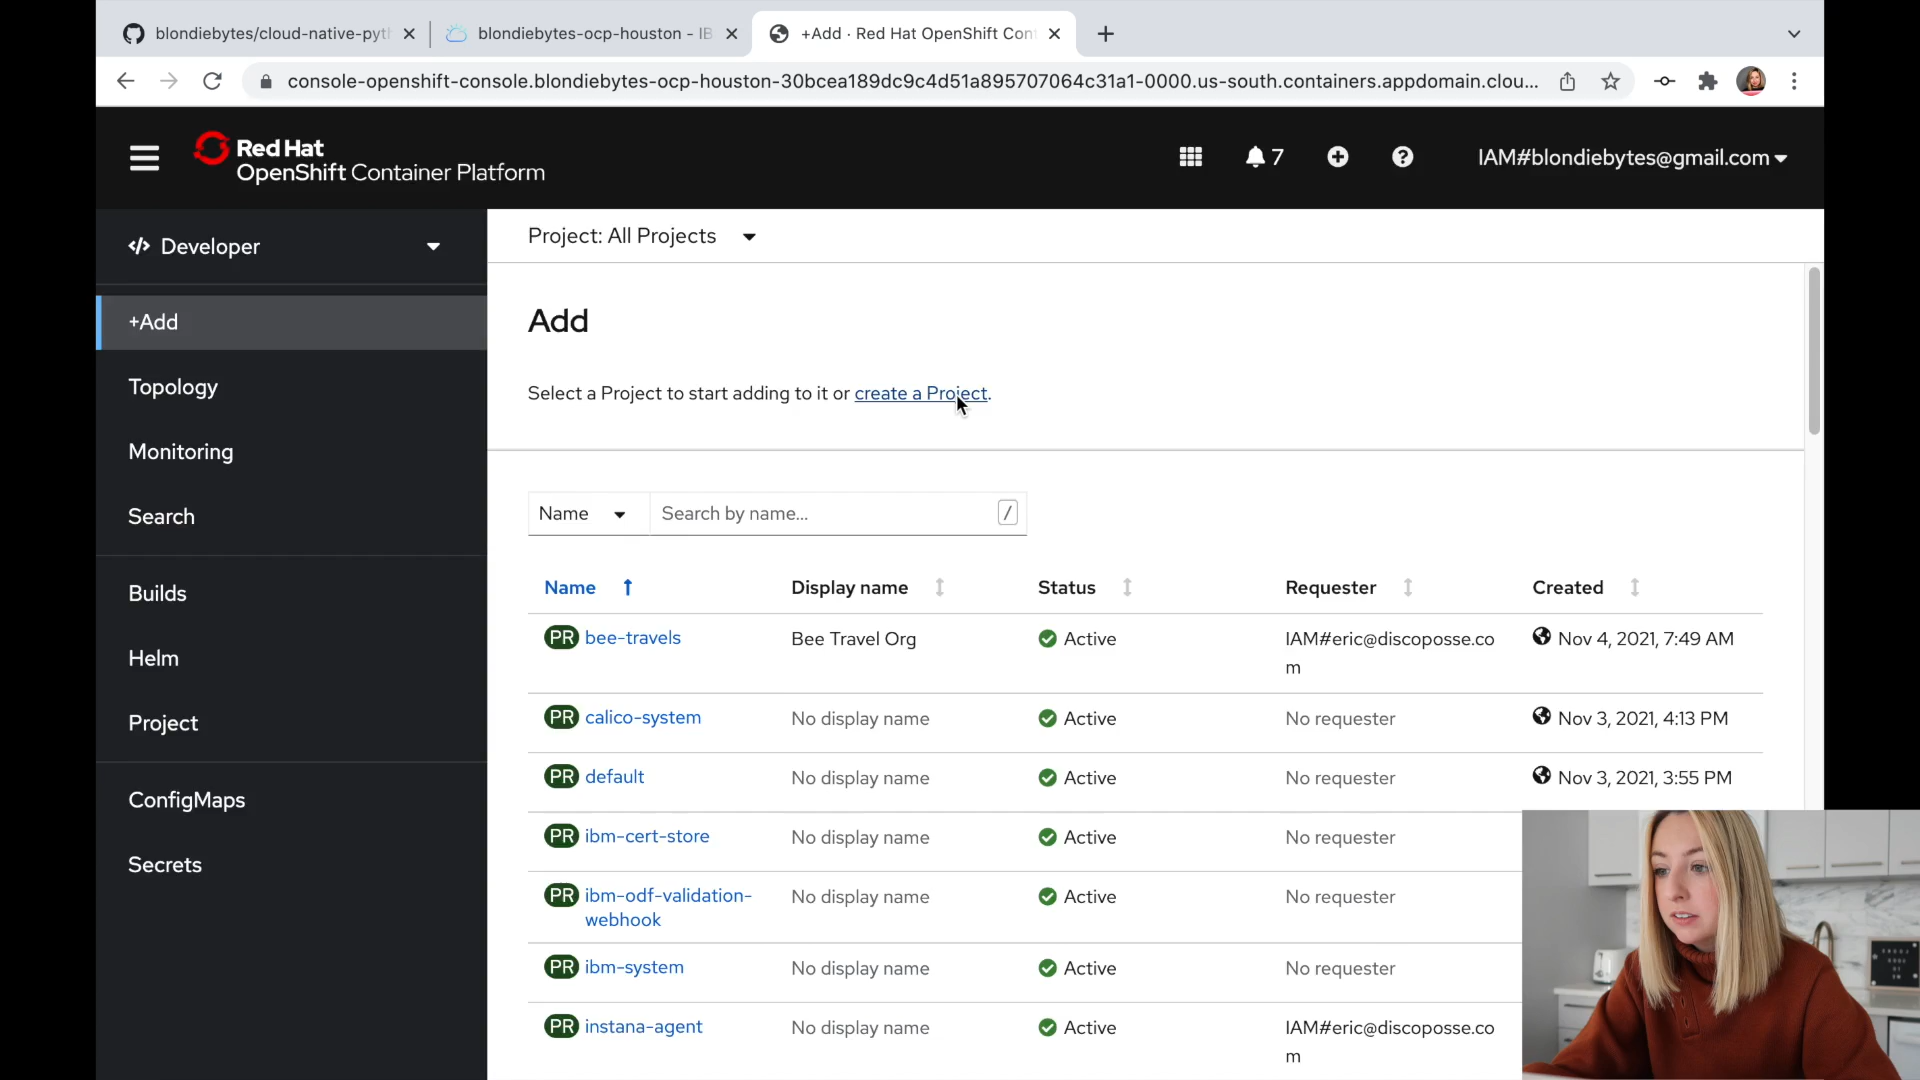 blondiebytes/cloud-native-pyth
blondiebytes-ocp-houston - IB
+Add · Red Hat OpenShift Cont
console-openshift-console.blondiebytes-ocp-houston-30bcea189dc9c4d51a895707064c31a1-0000.us-south.containers.appdomain.clou...
Red Hat
OpenShift Container Platform
7
IAM#blondiebytes@gmail.com
</> Developer
Project: All Projects
+Add
Topology
Monitoring
Search
Builds
Helm
Project
ConfigMaps
Secrets
Add
Select a Project to start adding to it or create a Project.
Name
Search by name...
/
Name Display name Status Requester Created
PR bee-travels Bee Travel Org Active IAM#eric@discoposse.co Nov 4, 2021, 7:49 AM
m
PR calico-system No display name Active No requester Nov 3, 2021, 4:13 PM
PR default No display name Active No requester Nov 3, 2021, 3:55 PM
PR ibm-cert-store No display name Active No requester
PR ibm-odf-validation- No display name Active No requester
webhook
PR ibm-system No display name Active No requester
PR instana-agent No display name Active IAM#eric@discoposse.co
m